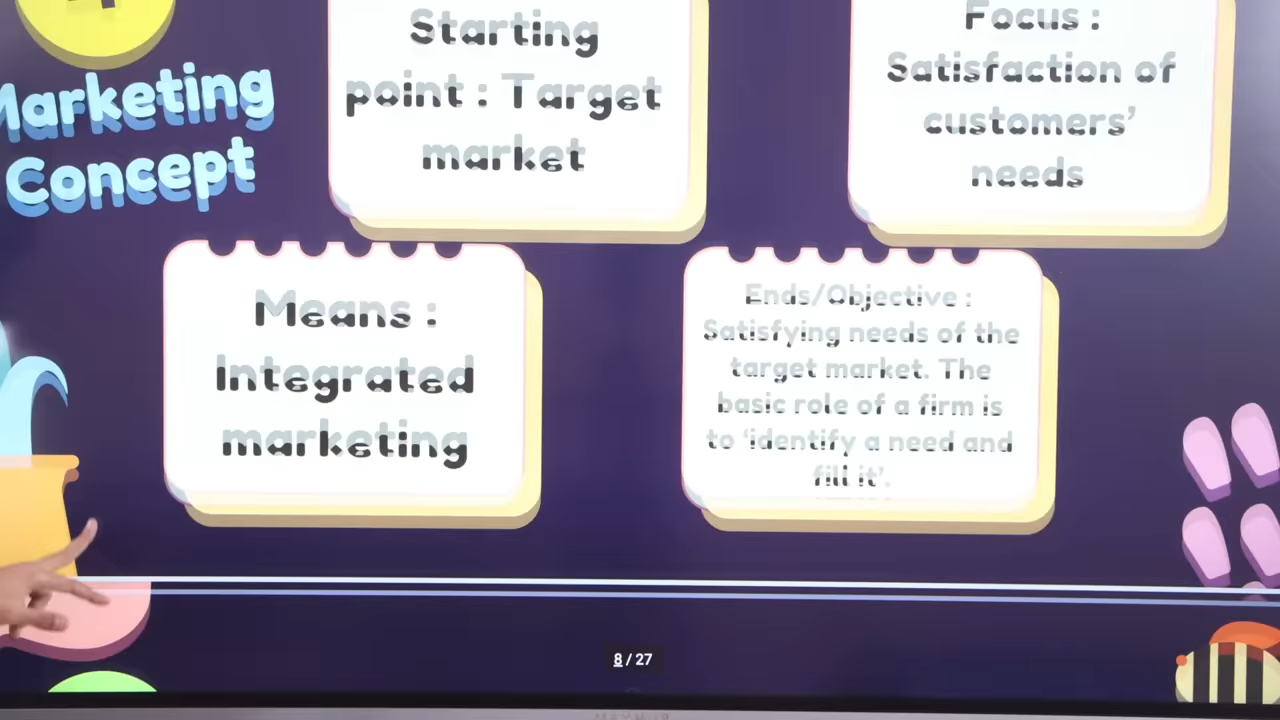 Marketing
Concept
Starting
point : Target
market
Focus :
Satisfaction of
customers’
needs
Means :
Integrated
marketing
Ends/Objective :
Satisfying needs of the
target market. The
basic role of a firm is
to ‘identify a need and
fill it’.
8 / 27